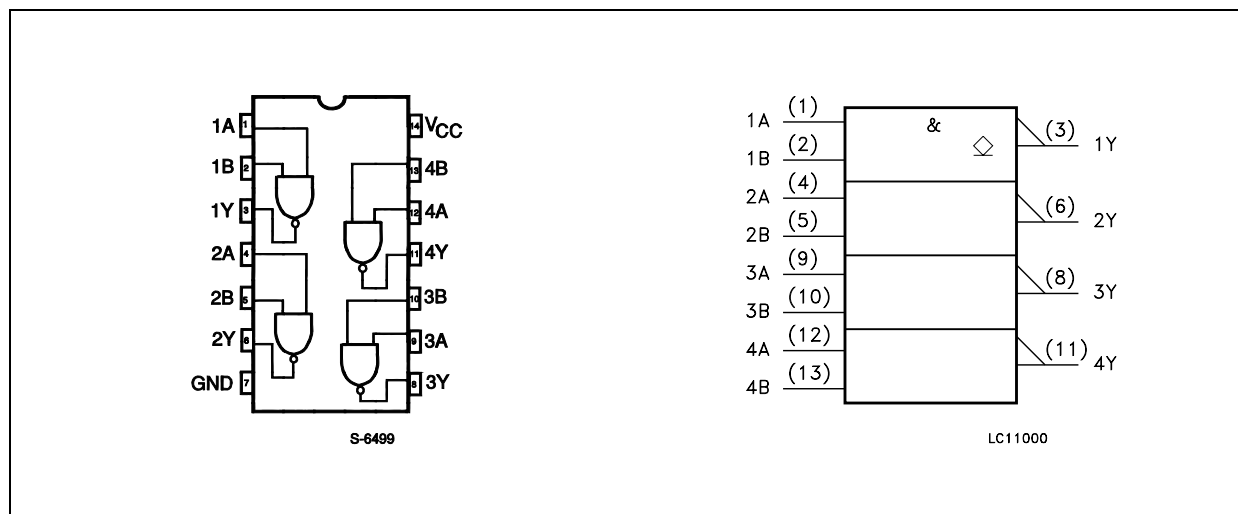 1A 1 14 VCC
1B 2 13 4B
1Y 3 12 4A
2A 4 11 4Y
2B 5 10 3B
2Y 6 9 3A
GND 7 8 3Y
S-6499
1A (1) & (3) 1Y
1B (2)
2A (4) (6) 2Y
2B (5)
3A (9) (8) 3Y
3B (10)
4A (12) (11) 4Y
4B (13)
LC11000